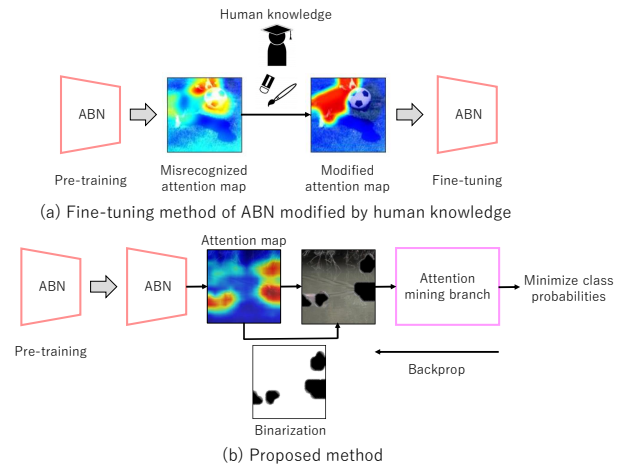 Human knowledge
ABN
ABN
Pre-training
Misrecognized
attention map
Modified
attention map
Fine-tuning
(a) Fine-tuning method of ABN modified by human knowledge
Attention map
ABN
ABN
Attention
mining branch
Minimize class
probabilities
Pre-training
Backprop
Binarization
(b) Proposed method